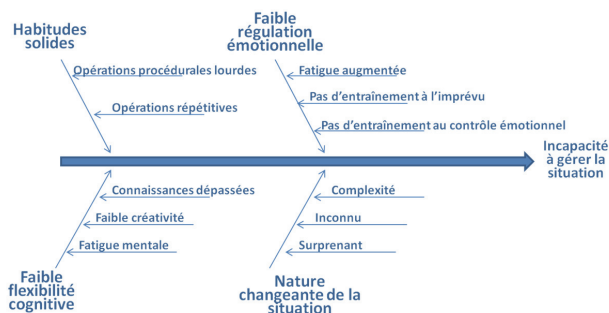 Habitudes
solides
Faible
régulation
émotionnelle
Opérations procédurales lourdes
Opérations répétitives
Fatigue augmentée
Pas d'entraînement à l'imprévu
Pas d'entraînement au contrôle émotionnel
Incapacité
à gérer la
situation
Connaissances dépassées
Faible créativité
Fatigue mentale
Complexité
Inconnu
Surprenant
Faible
flexibilité
cognitive
Nature
changeante de la
situation